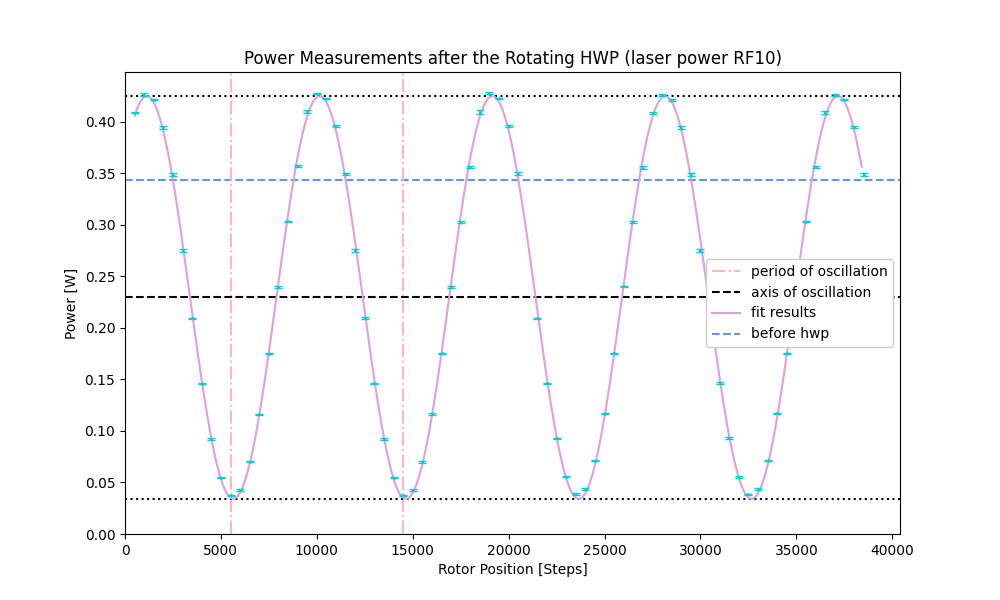 Power Measurements after the Rotating HWP (laser power RF10)
Power [W]
0.40
0.35
0.30
0.25
0.20
0.15
0.10
0.05
0.00
period of oscillation
axis of oscillation
fit results
before hwp
0 5000 10000 15000 20000 25000 30000 35000 40000
Rotor Position [Steps]